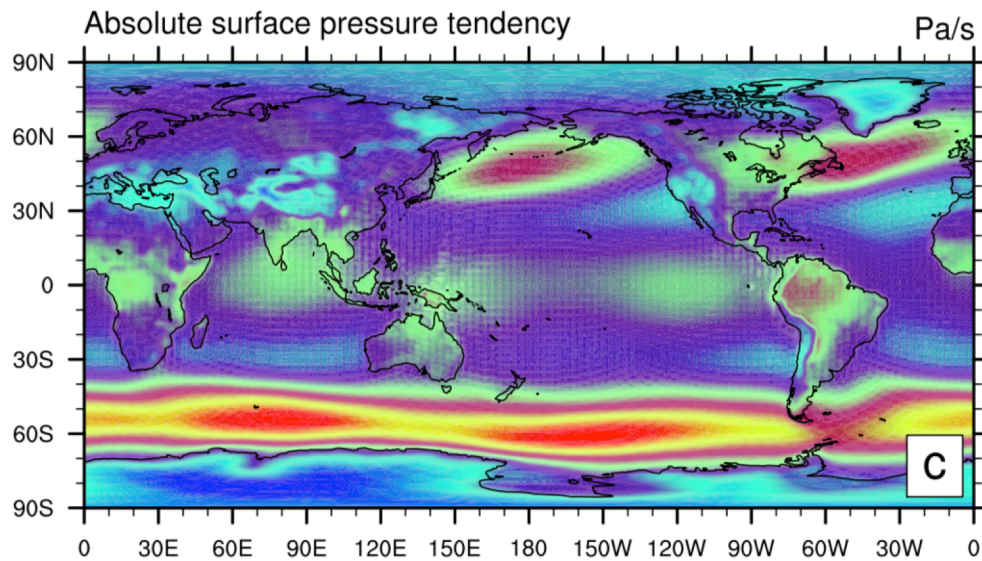 Absolute surface pressure tendency Pa/s
90N
60N
30N
0
30S
60S
90S
C
0 30E 60E 90E 120E 150E 180 150W 120W 90W 60W 30W 0